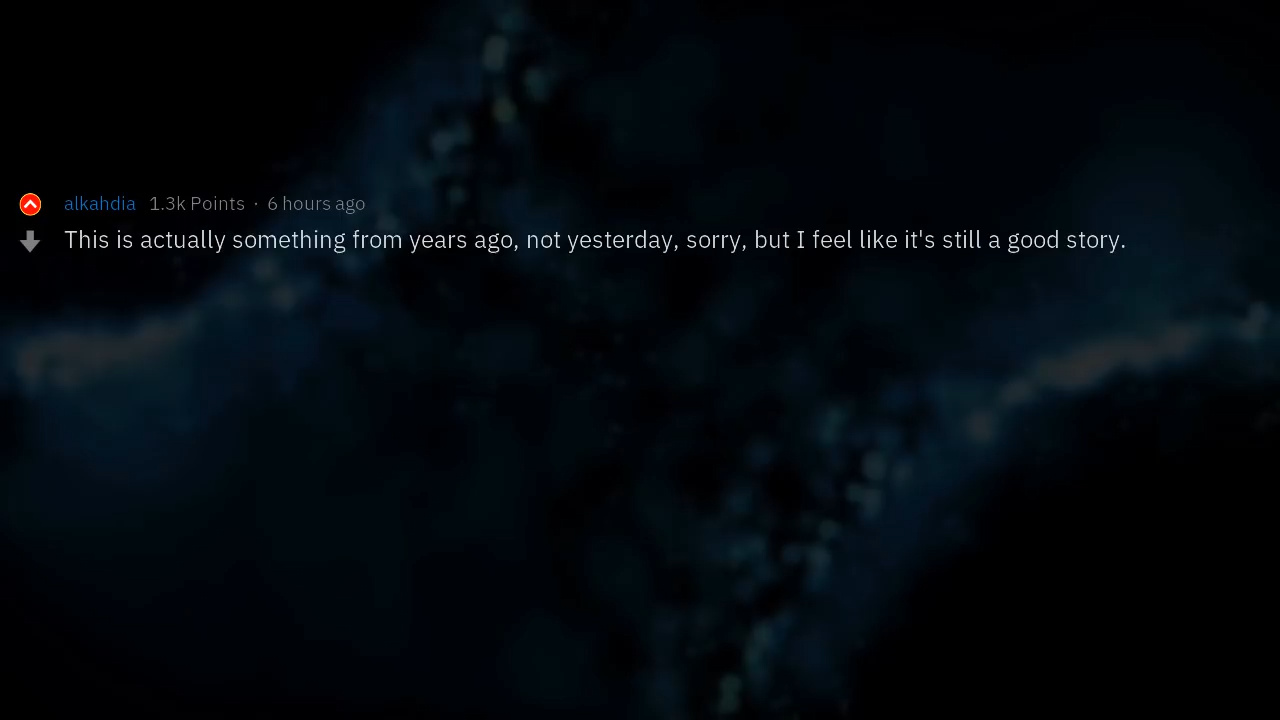 alkahdia 1.3k Points · 6 hours ago
This is actually something from years ago, not yesterday, sorry, but I feel like it's still a good story.